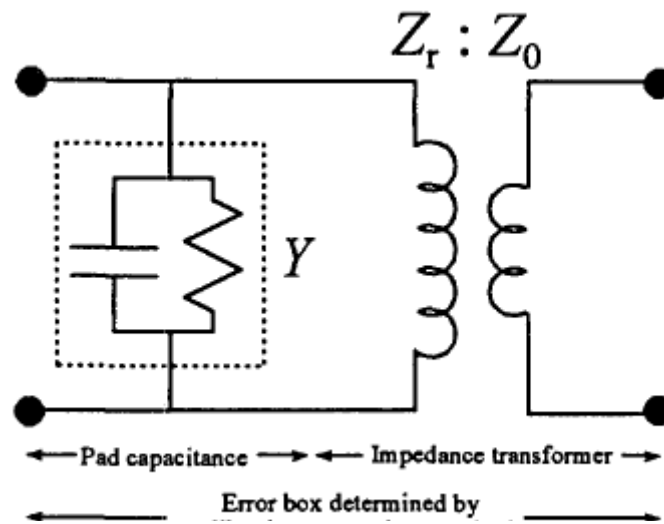 Zr : Z0
Y
Pad capacitance
Impedance transformer
Error box determined by